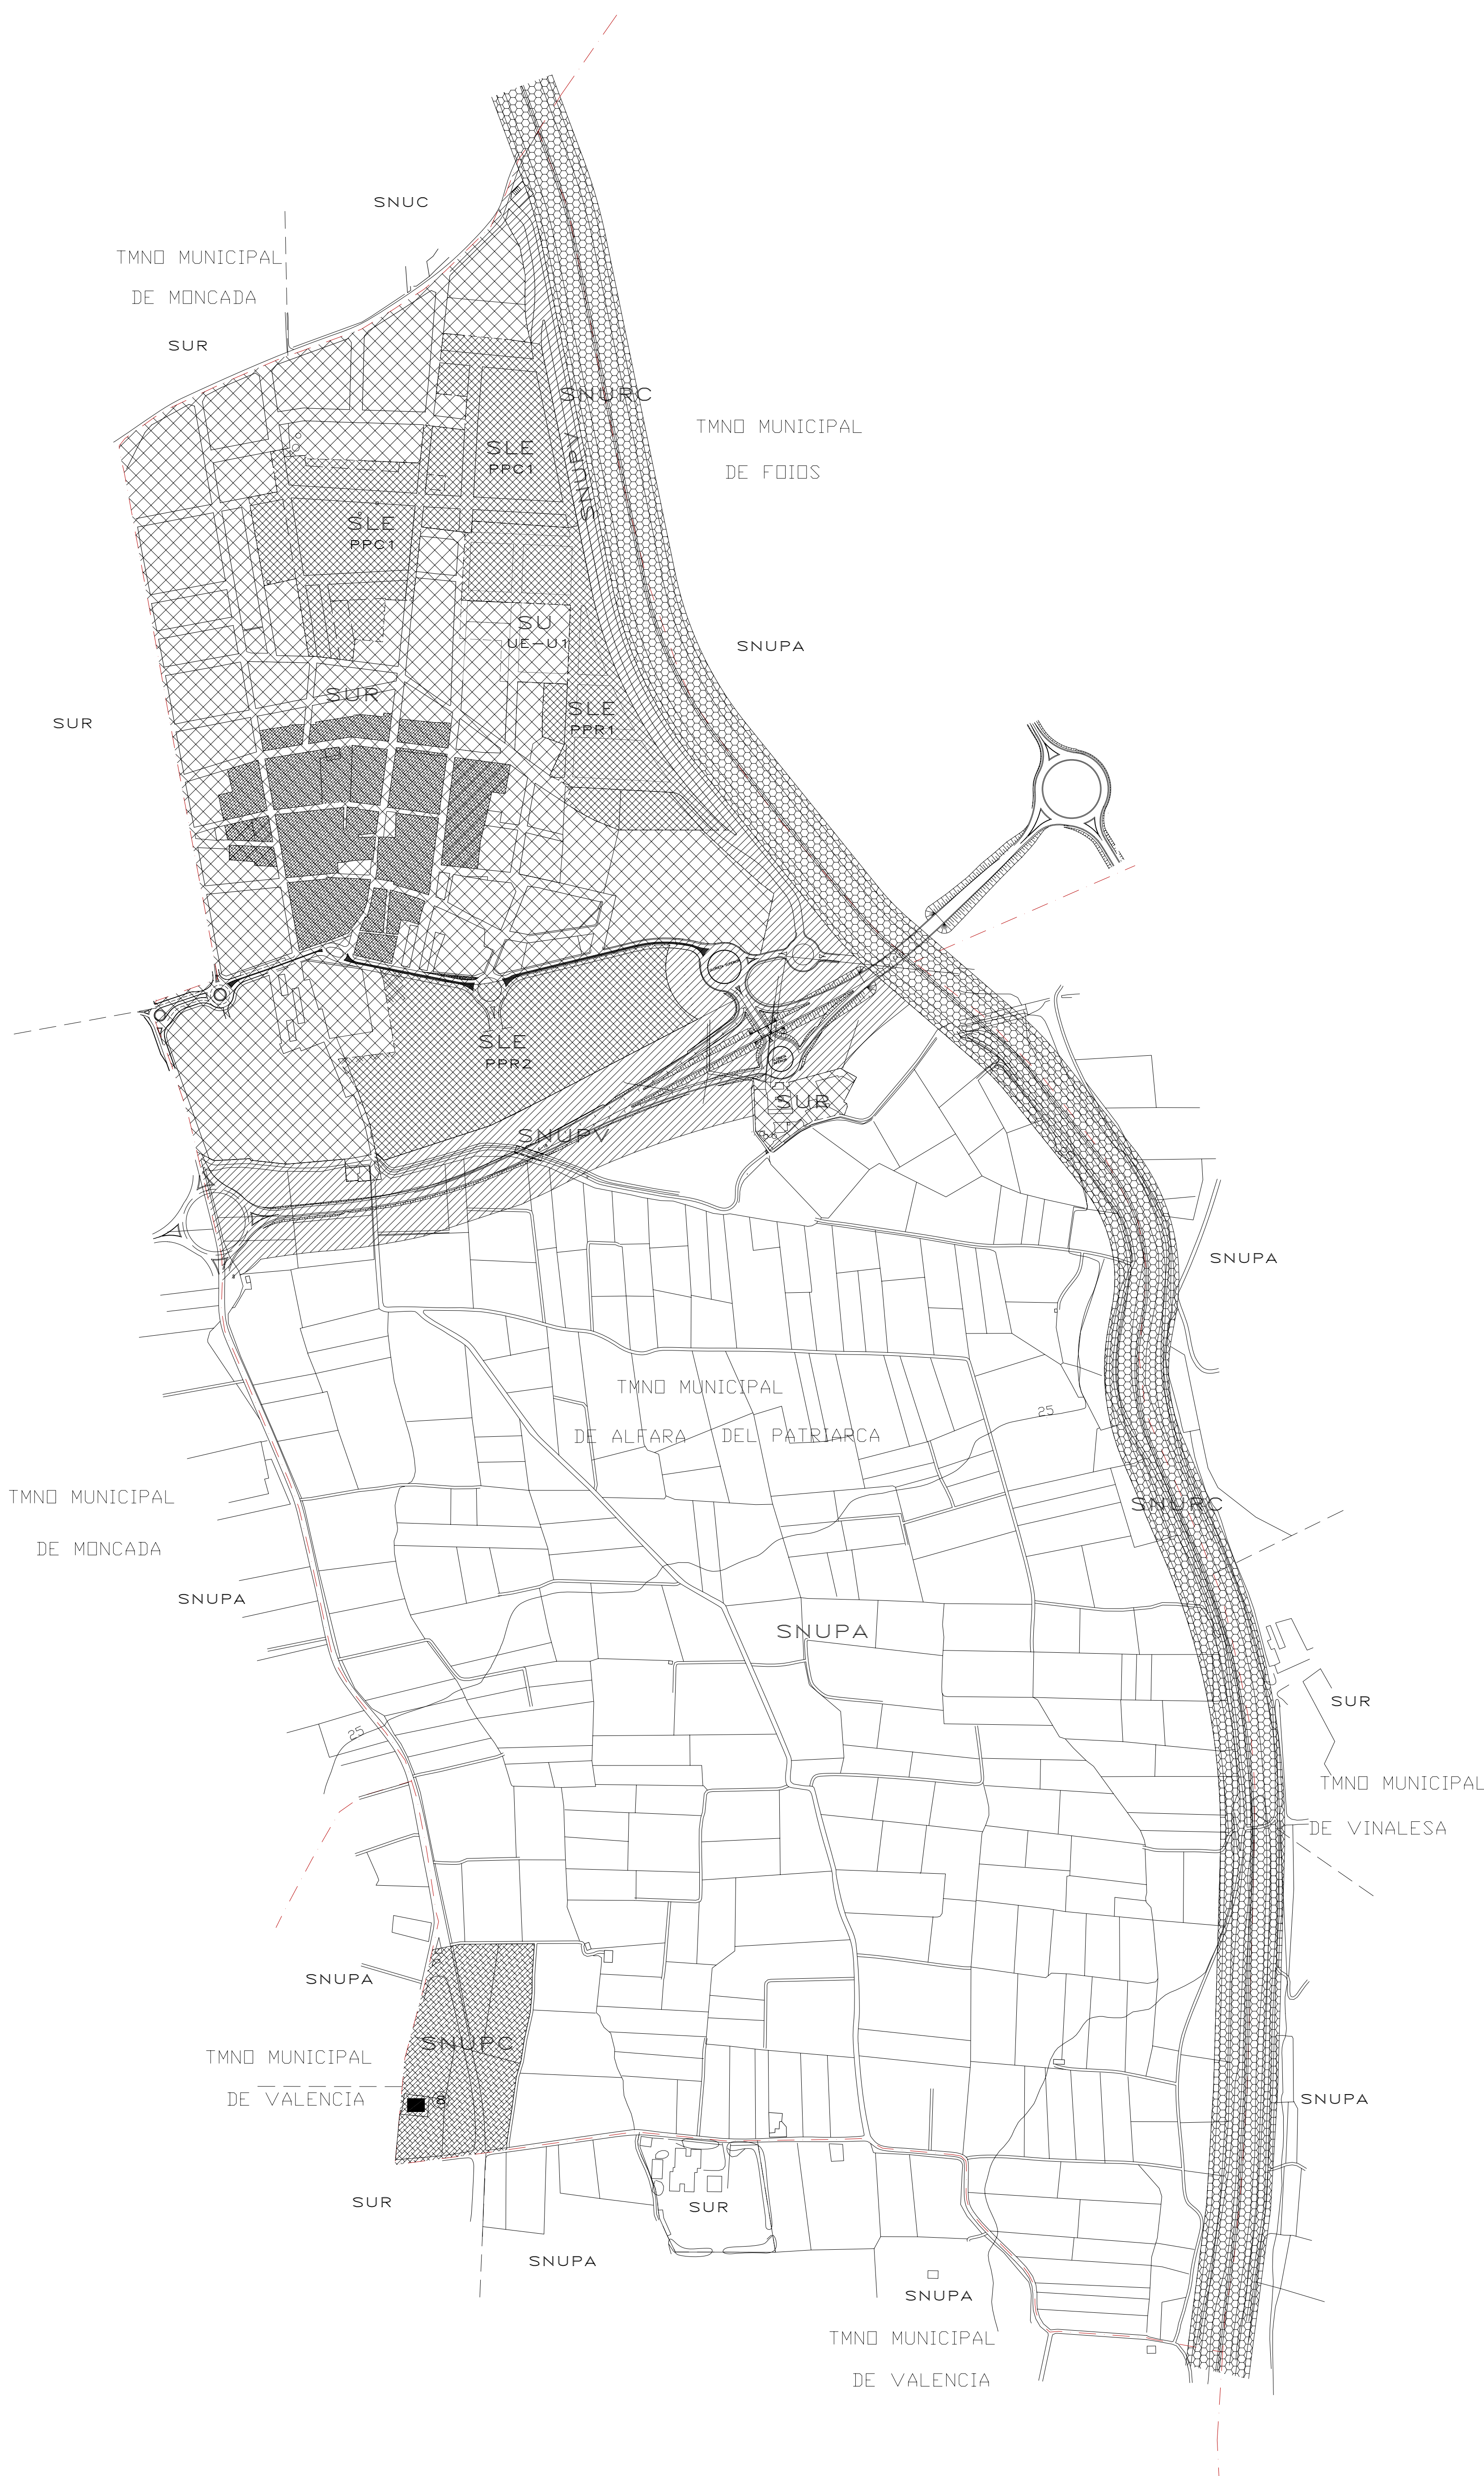 SNUC
TMNO MUNICIPAL
DE MONCADA
SUR
SNURC
TMNO MUNICIPAL
DE FOIOS
SLE
PPC1
SNUPV
SLE
PPC1
SU
UE-U1
SNUPA
SUR
SLE
PPR1
SUR
SLE
PPR2
SUR
SNUPV
SNUPA
TMNO MUNICIPAL
DE ALFARA DEL PATRIARCA
25
TMNO MUNICIPAL
DE MONCADA
SNURC
SNUPA
SNUPA
SUR
25
TMNO MUNICIPAL
DE VINALESA
SNUPA
SNUPC
TMNO MUNICIPAL
DE VALENCIA
8
SNUPA
SUR
SUR
SNUPA
SNUPA
TMNO MUNICIPAL
DE VALENCIA